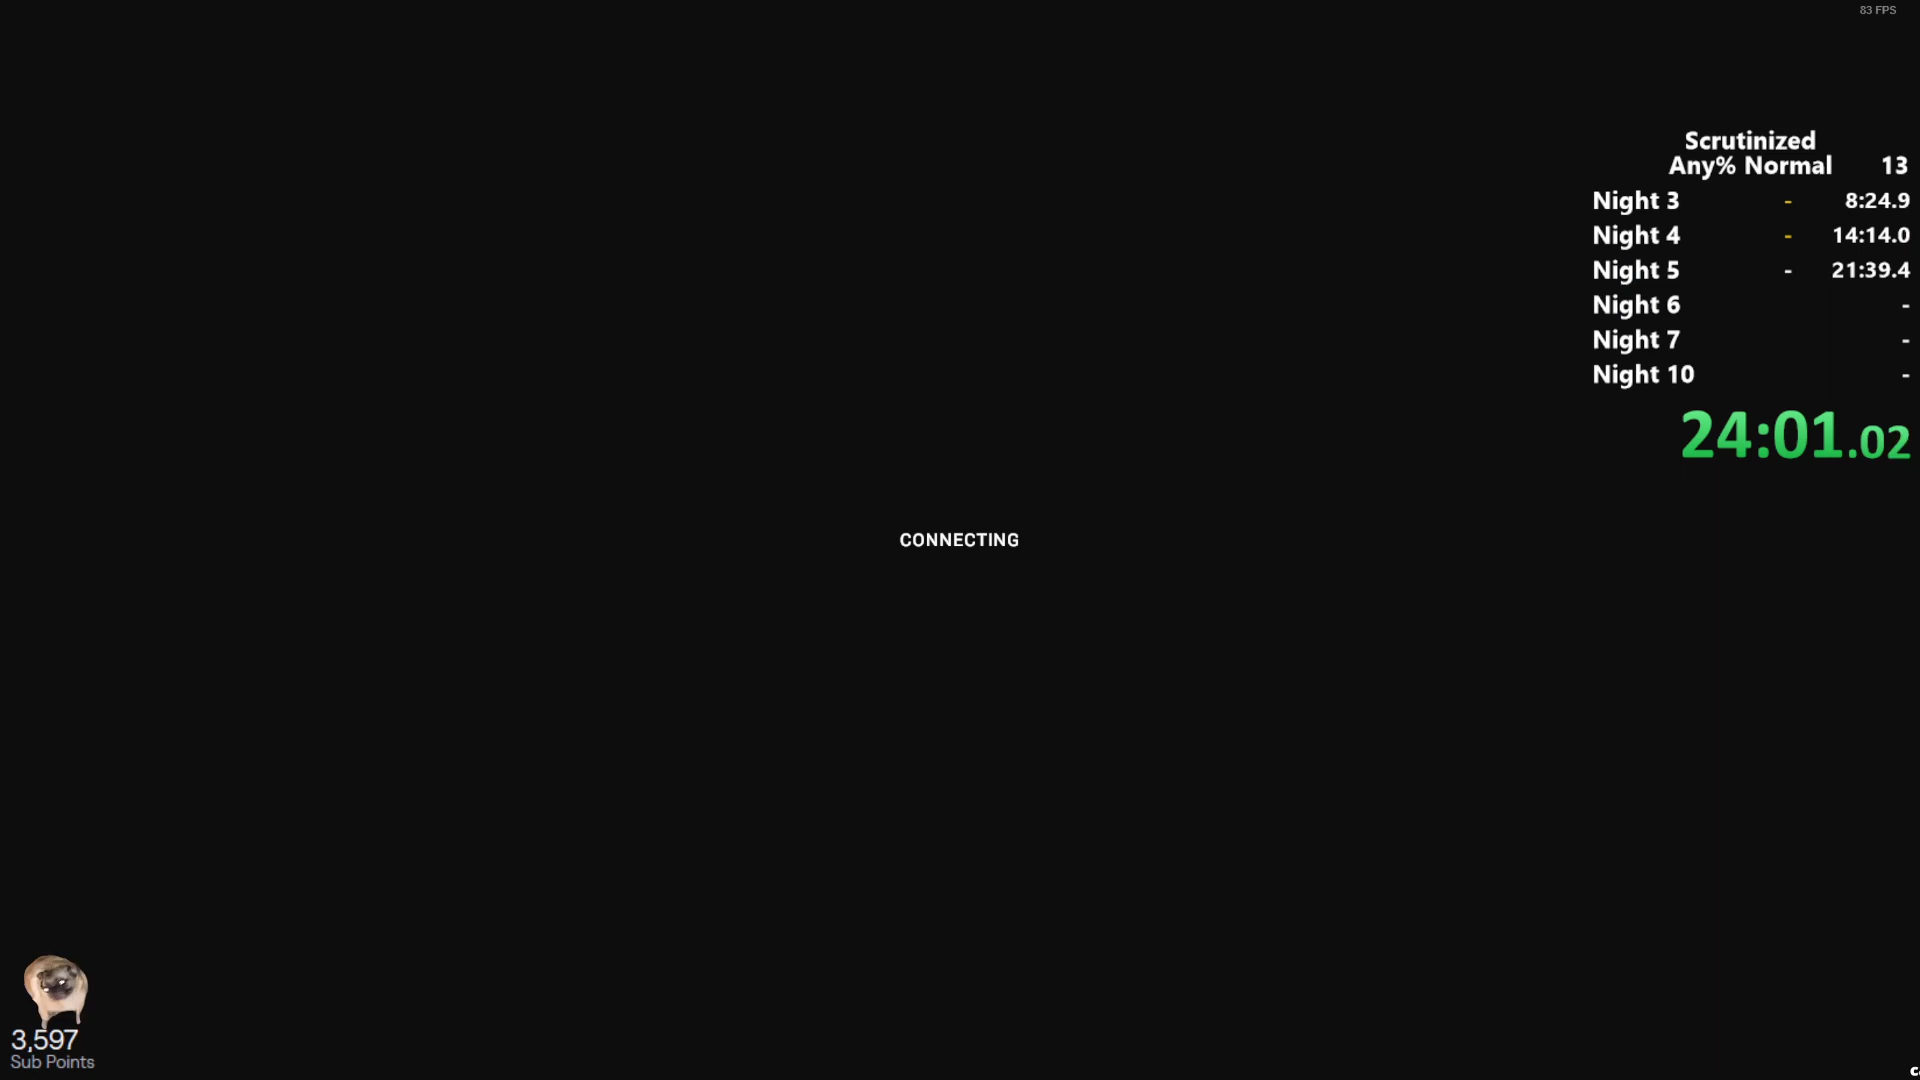 83 FPS
Scrutinized
Any% Normal 13
Night 3 - 8:24.9
Night 4 - 14:14.0
Night 5 - 21:39.4
Night 6 -
Night 7 -
Night 10 -
24:01.02
CONNECTING
3,597
Sub Points